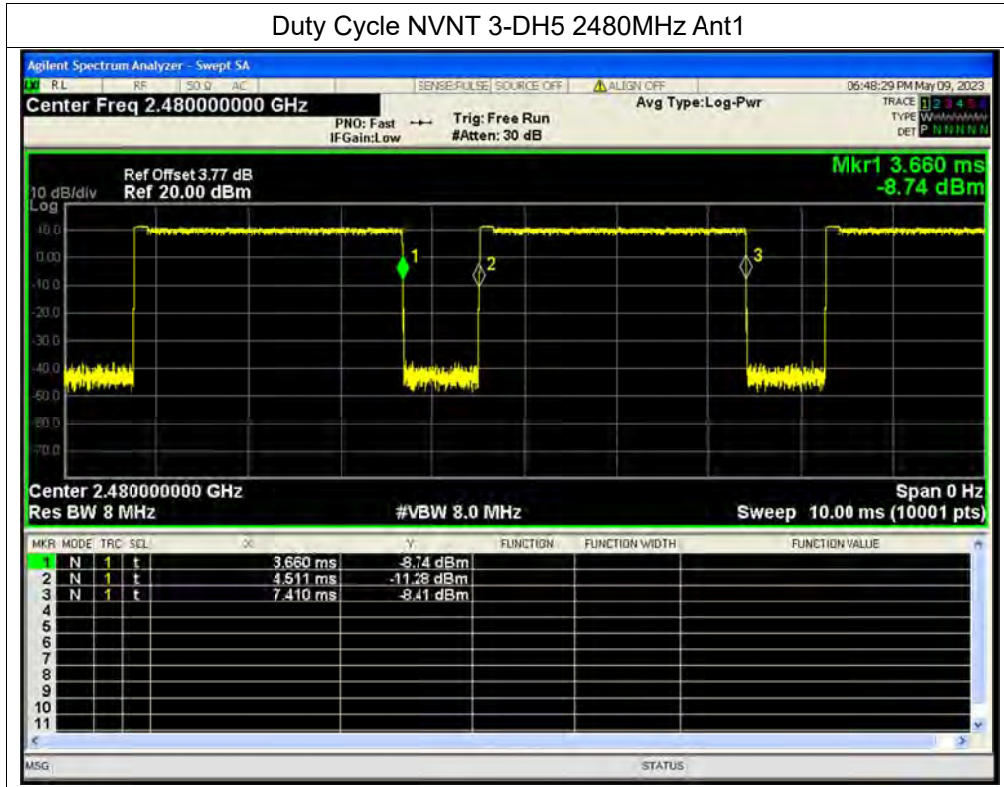 Duty Cycle NVNT 3-DH5 2480MHz Ant1
Agilent Spectrum Analyzer - Swept SA
RL RF 50 Ω AC SENSE:PULSE SOURCE OFF ALIGN OFF 06:48:29 PM May 09, 2023
Center Freq 2.480000000 GHz Avg Type:Log-Pwr TRACE 1 2 3 4 5
PNO: Fast Trig: Free Run TYPE
IFGain:Low #Atten: 30 dB DET P N N N N N
Mkr1 3.660 ms
Ref Offset 3.77 dB
10 dB/div Ref 20.00 dBm -8.74 dBm
Log
10.0
0.00
-10.0
-20.0
-30.0
-40.0
-50.0
-60.0
-70.0
1 2 3
Center 2.480000000 GHz Span 0 Hz
Res BW 8 MHz #VBW 8.0 MHz Sweep 10.00 ms (10001 pts)
MKR MODE TRC SCL X Y FUNCTION FUNCTION WIDTH FUNCTION VALUE
1 N 1 t 3.660 ms -8.74 dBm
2 N 1 t 4.511 ms -11.28 dBm
3 N 1 t 7.410 ms -8.41 dBm
4
5
6
7
8
9
10
11
MSG STATUS